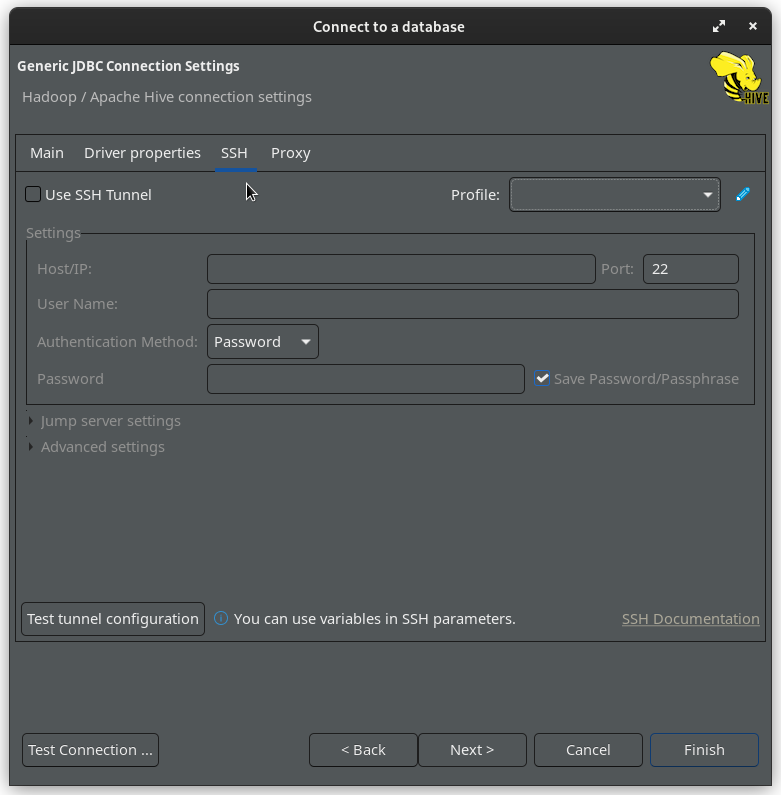 Connect to a database
Generic JDBC Connection Settings
Hadoop / Apache Hive connection settings
HIVE
Main Driver properties SSH Proxy
Use SSH Tunnel Profile:
Settings
Host/IP: Port: 22
User Name:
Authentication Method: Password
Password Save Password/Passphrase
Jump server settings
Advanced settings
Test tunnel configuration You can use variables in SSH parameters. SSH Documentation
Test Connection ... < Back Next > Cancel Finish